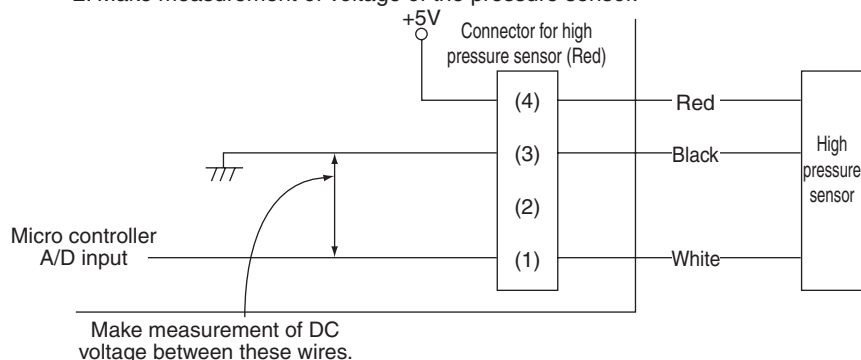 2. Make measurement of voltage of the pressure sensor.
+5V
Connector for high
pressure sensor (Red)
(4)
Red
(3)
Black
High
pressure
sensor
(2)
Micro controller
A/D input
(1)
White
Make measurement of DC
voltage between these wires.